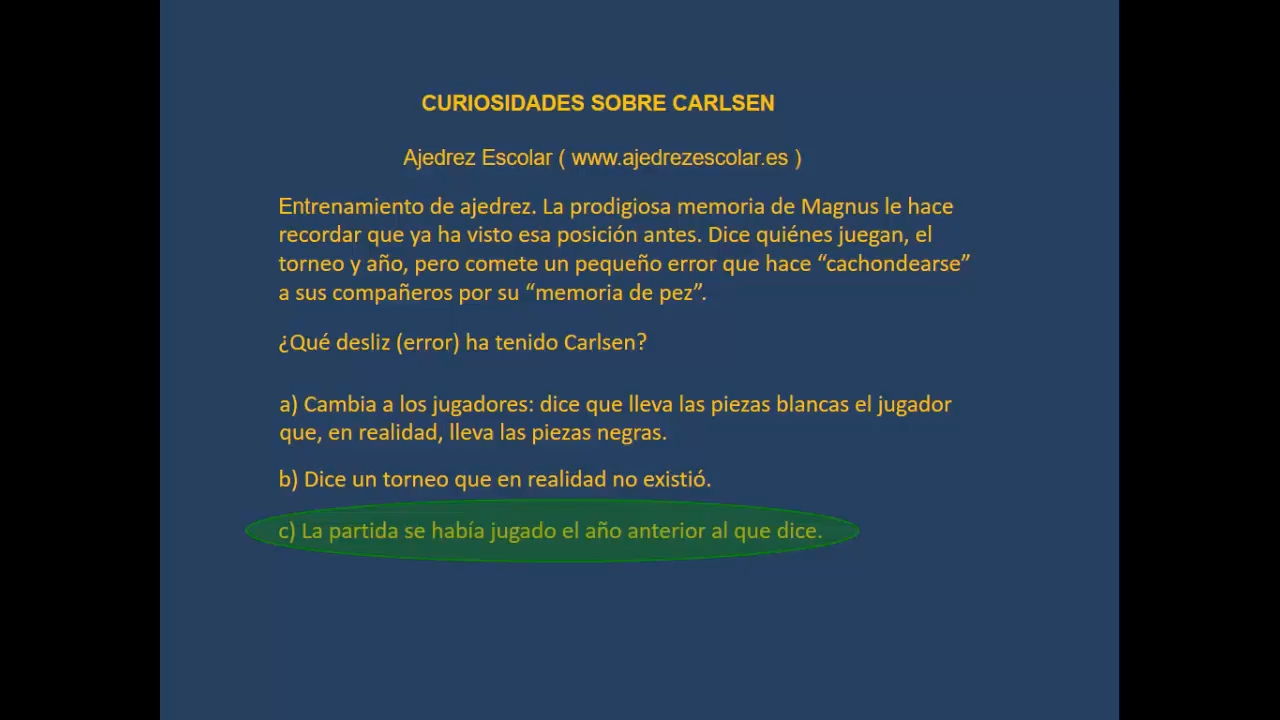 CURIOSIDADES SOBRE CARLSEN
Ajedrez Escolar ( www.ajedrezescolar.es )
Entrenamiento de ajedrez. La prodigiosa memoria de Magnus le hace
recordar que ya ha visto esa posición antes. Dice quiénes juegan, el
torneo y año, pero comete un pequeño error que hace “cachondearse”
a sus compañeros por su “memoria de pez”.
¿Qué desliz (error) ha tenido Carlsen?
a) Cambia a los jugadores: dice que lleva las piezas blancas el jugador
que, en realidad, lleva las piezas negras.
b) Dice un torneo que en realidad no existió.
c) La partida se había jugado el año anterior al que dice.